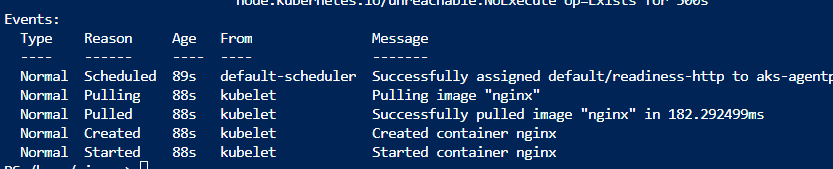 node.kubernetes.io/unreachable:NoExecute op=Exists for 300s
Events:
Type Reason Age From Message
---- ------ ---- ---- -------
Normal Scheduled 89s default-scheduler Successfully assigned default/readiness-http to aks-agentp
Normal Pulling 88s kubelet Pulling image "nginx"
Normal Pulled 88s kubelet Successfully pulled image "nginx" in 182.292499ms
Normal Created 88s kubelet Created container nginx
Normal Started 88s kubelet Started container nginx